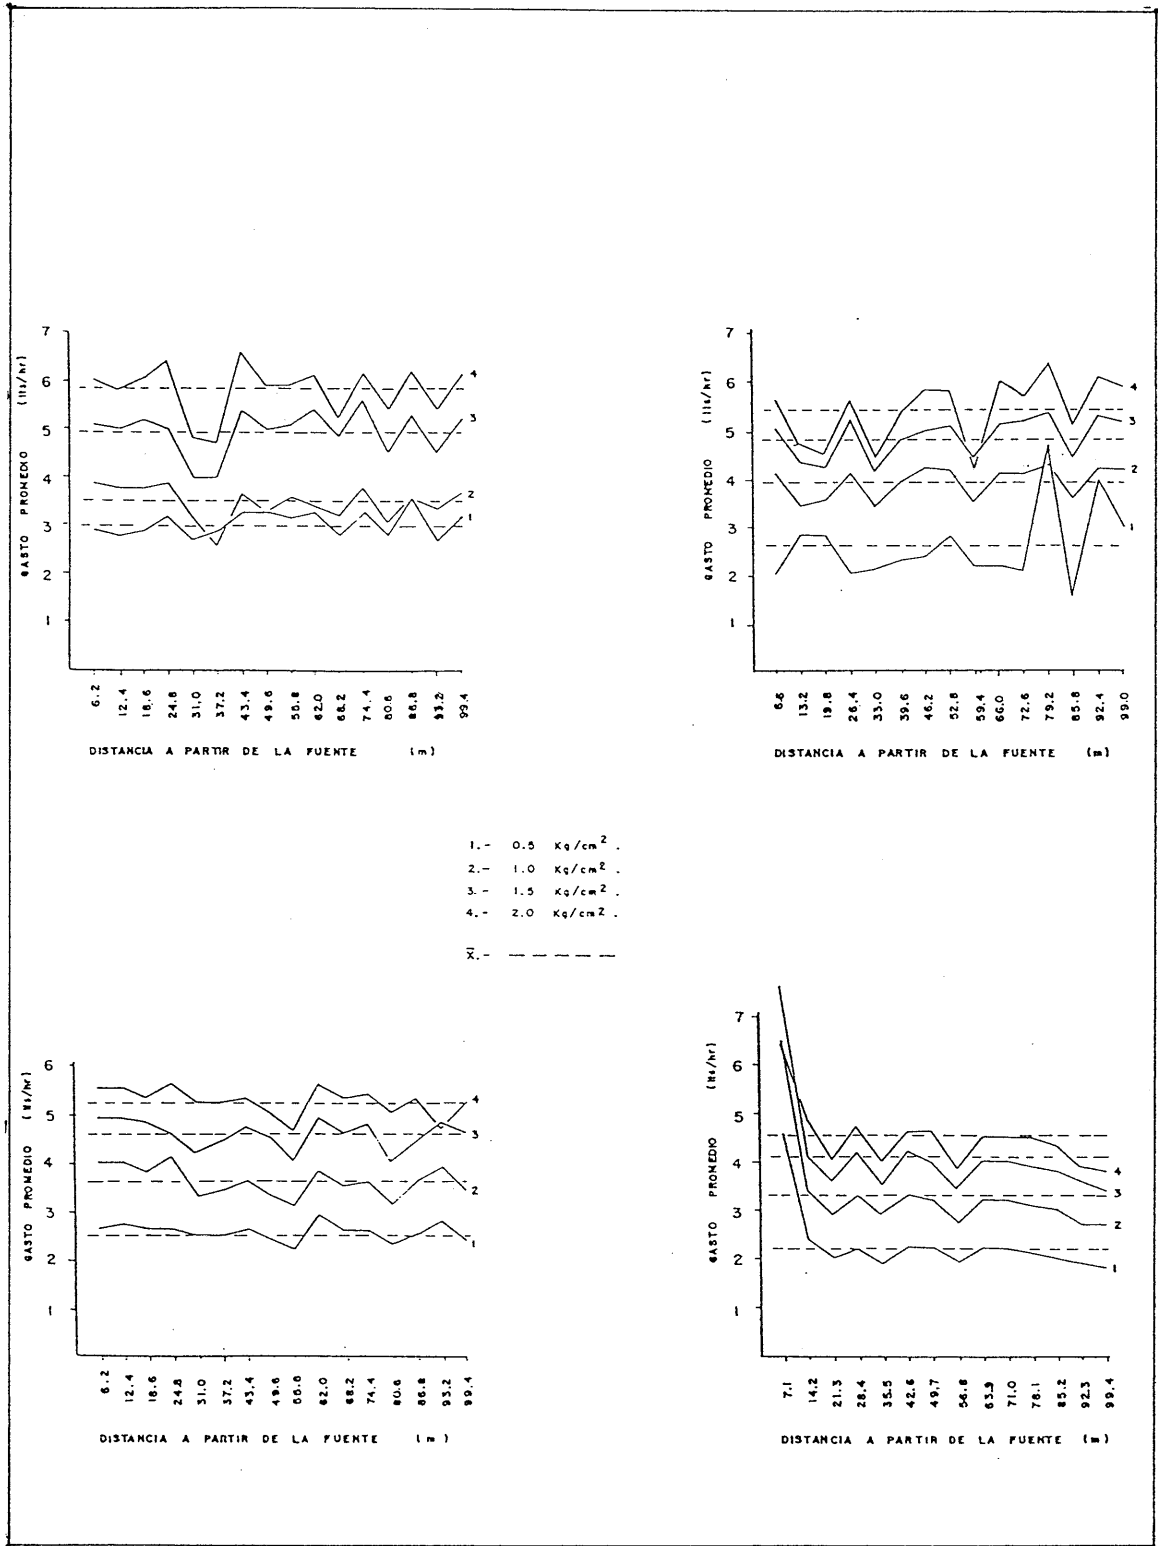 GASTO PROMEDIO (lts/hr)
7
6
5
4
3
2
1
4
3
2
1
6.2 12.4 18.6 24.8 31.0 37.2 43.4 49.6 55.8 62.0 68.2 74.4 80.6 86.8 93.2 99.4
DISTANCIA A PARTIR DE LA FUENTE (m)
GASTO PROMEDIO (lts/hr)
7
6
5
4
3
2
1
4
3
2
1
6.6 13.2 19.8 26.4 33.0 39.6 46.2 52.8 59.4 66.0 72.6 79.2 85.8 92.4 99.0
DISTANCIA A PARTIR DE LA FUENTE (m)
1.- 0.5 Kg/cm².
2.- 1.0 Kg/cm².
3.- 1.5 Kg/cm².
4.- 2.0 Kg/cm².
X̄.- — — — — — —
GASTO PROMEDIO (lts/hr)
6
5
4
3
2
1
4
3
2
1
6.2 12.4 18.6 24.8 31.0 37.2 43.4 49.6 55.8 62.0 68.2 74.4 80.6 86.8 93.2 99.4
DISTANCIA A PARTIR DE LA FUENTE (m)
GASTO PROMEDIO (lts/hr)
7
6
5
4
3
2
1
4
3
2
1
7.1 14.2 21.3 28.4 35.5 42.6 49.7 56.8 63.9 71.0 78.1 85.2 92.3 99.4
DISTANCIA A PARTIR DE LA FUENTE (m)